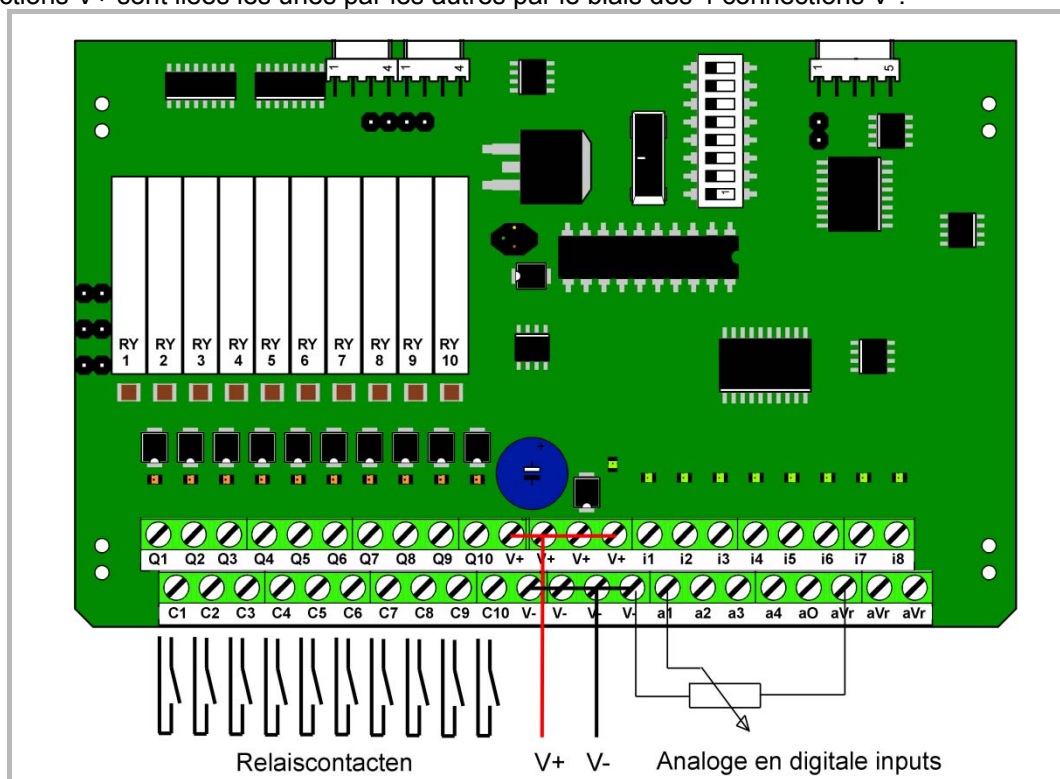 ctions V+ sont liées les unes par les autres par le biais des 4 connections V-.
1 4 1 4 1 5
1
RY 1 RY 2 RY 3 RY 4 RY 5 RY 6 RY 7 RY 8 RY 9 RY 10
+
Q1 Q2 Q3 Q4 Q5 Q6 Q7 Q8 Q9 Q10 V+ V+ V+ V+ i1 i2 i3 i4 i5 i6 i7 i8
C1 C2 C3 C4 C5 C6 C7 C8 C9 C10 V- V- V- V- a1 a2 a3 a4 aO aVr aVr aVr
Relaiscontacten V+ V- Analoge en digitale inputs